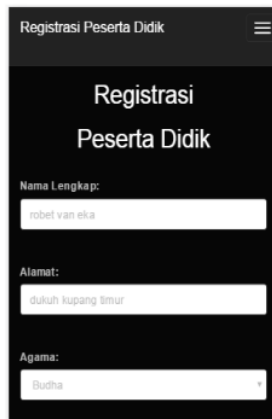 Registrasi Peserta Didik
Registrasi
Peserta Didik
Nama Lengkap:
robet van eka
Alamat:
dukuh kupang timur
Agama:
Budha